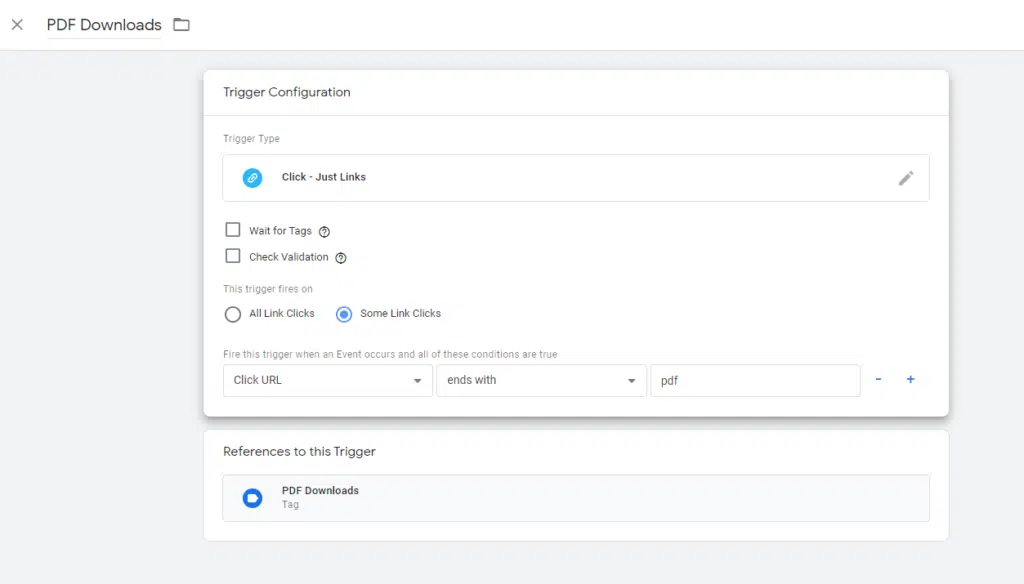 PDF Downloads
Trigger Configuration
Trigger Type
Click - Just Links
Wait for Tags
Check Validation
This trigger fires on
All Link Clicks Some Link Clicks
Fire this trigger when an Event occurs and all of these conditions are true
Click URL ends with pdf - +
References to this Trigger
PDF Downloads
Tag